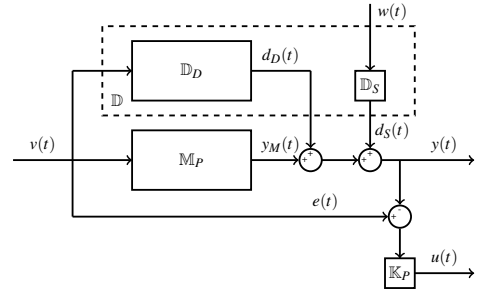 w(t)
𝔻_D
d_D(t)
𝔻_S
𝔻
d_S(t)
v(t)
𝕄_P
y_M(t)
+
+
+
+
y(t)
e(t)
+
-
𝕂_P
u(t)